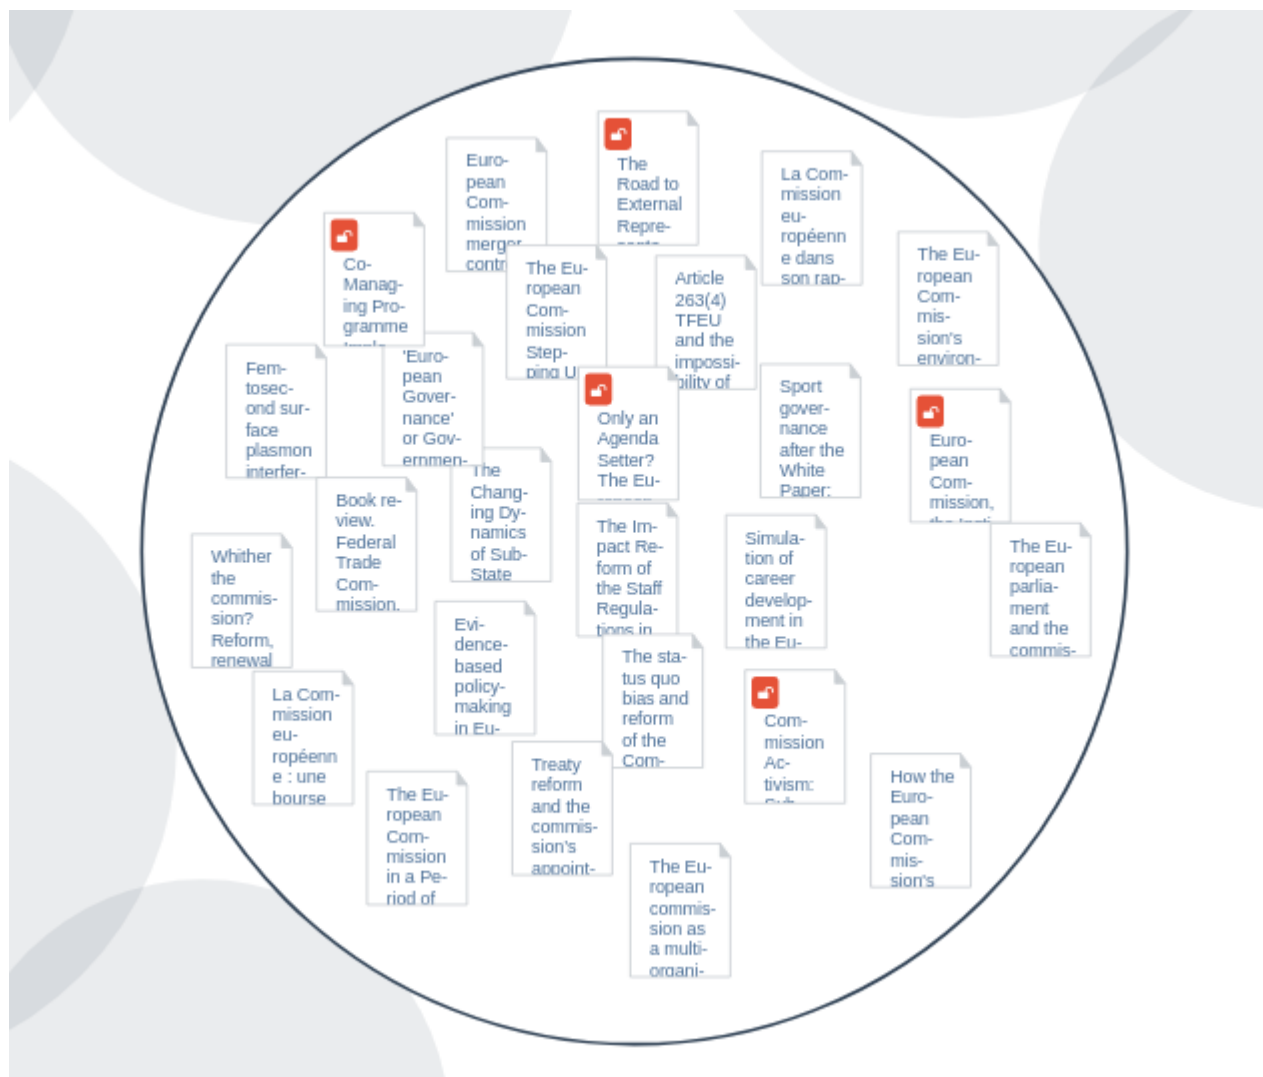 Euro-
pean
Com-
mission
merger
contr
The
Road to
External
Repre-
La Com-
mission
eu-
ropéenn
e dans
son rap-
Co-
Manag-
ing Pro-
gramme
The Eu-
ropean
Com-
mis-
sion's
environ-
The Eu-
ropean
Com-
mission
Step-
ping U
Article
263(4)
TFEU
and the
impossi-
bility of
'Euro-
pean
Gover-
nance'
or Gov-
ernmen-
Fem-
tosec-
ond sur-
face
plasmon
interfer-
Only an
Agenda
Setter?
The Eu-
Sport
gover-
nance
after the
White
Paper:
Euro-
pean
Com-
mission,
The
Chang-
ing Dy-
namics
of Sub-
State
Book re-
view.
Federal
Trade
Com-
mission.
The Im-
pact Re-
form of
the Staff
Regula-
tions in
Simula-
tion of
career
develop-
ment in
the Eu-
The Eu-
ropean
parlia-
ment
and the
commis-
Whither
the
commis-
sion?
Reform,
renewal
Evi-
dence-
based
policy-
making
in Eu-
The sta-
tus quo
bias and
reform
of the
Com-
La Com-
mission
eu-
ropéenn
e : une
bourse
Com-
mission
Ac-
tivism:
Treaty
reform
and the
commis-
sion's
appoint-
The Eu-
ropean
Com-
mission
in a Pe-
riod of
How the
Euro-
pean
Com-
mis-
sion's
The Eu-
ropean
commis-
sion as
a multi-
organi-